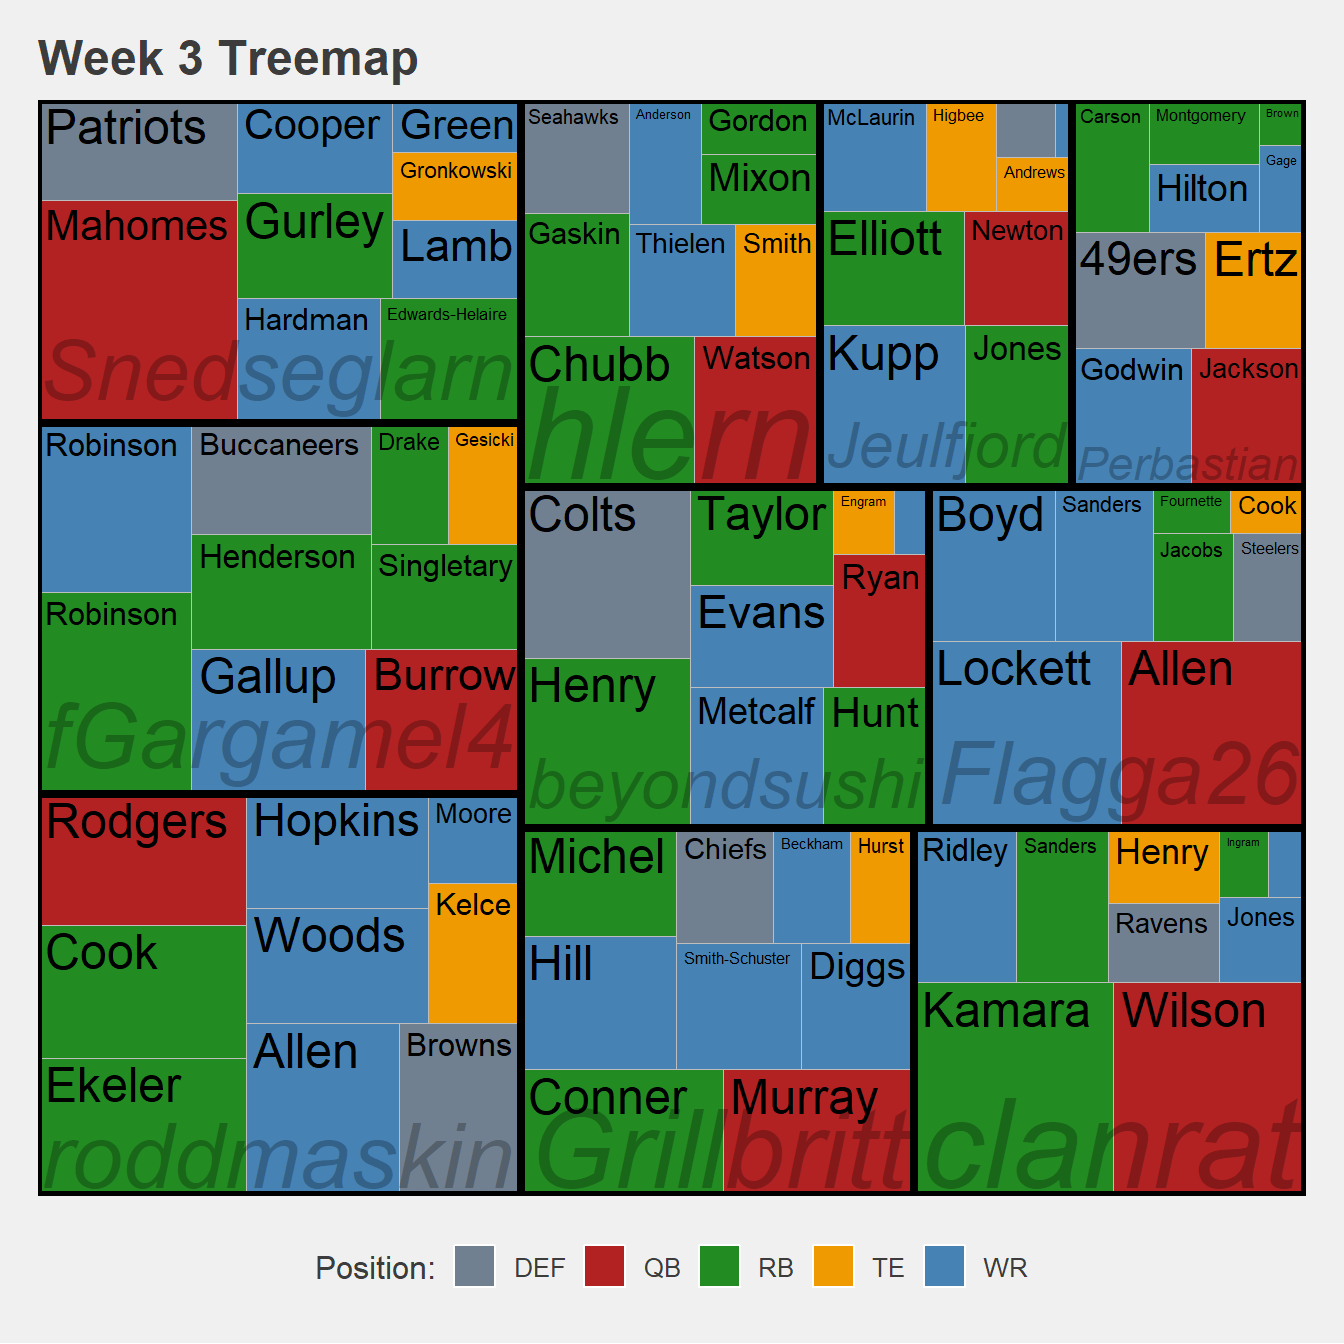 Week 3 Treemap
Patriots
Cooper
Green
Gronkowski
Mahomes
Gurley
Lamb
Hardman
Edwards-Helaire
Snedseglarn
Seahawks
Anderson
Gordon
Mixon
Gaskin
Thielen
Smith
Chubb
Watson
hlern
McLaurin
Higbee
Andrews
Elliott
Newton
Kupp
Jones
Jeulfjord
Carson
Montgomery
Brown
Gage
Hilton
49ers
Ertz
Godwin
Jackson
Perbastian
Robinson
Buccaneers
Drake
Gesicki
Henderson
Singletary
Robinson
Gallup
Burrow
fGargamel4
Colts
Taylor
Engram
Ryan
Evans
Henry
Metcalf
Hunt
beyondsushi
Boyd
Sanders
Fournette
Cook
Jacobs
Steelers
Lockett
Allen
Flagga26
Rodgers
Hopkins
Moore
Kelce
Cook
Woods
Ekeler
Allen
Browns
roddmaskin
Michel
Chiefs
Beckham
Hurst
Hill
Smith-Schuster
Diggs
Conner
Murray
Grillbritt
Ridley
Sanders
Henry
Ingram
Ravens
Jones
Kamara
Wilson
clanrat
Position: DEF QB RB TE WR